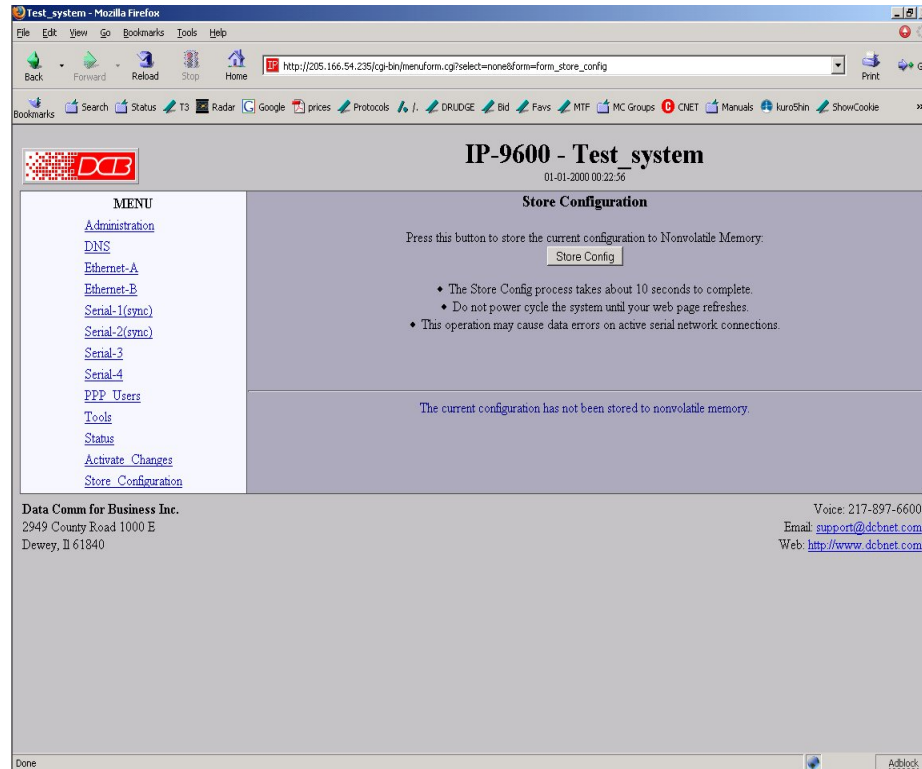 Test_system - Mozilla Firefox
File Edit View Go Bookmarks Tools Help
Back Forward Reload Stop Home
IP http://205.166.54.235/cgi-bin/menuform.cgi?select=none&form=form_store_config
Print G
Bookmarks Search Status T3 Radar Google prices Protocols /. DRUDGE Bid Favs MTF MC Groups CNET Manuals kuro5hin ShowCookie »
DCB
IP-9600 - Test_system
01-01-2000 00:22:56
MENU
Administration
DNS
Ethernet-A
Ethernet-B
Serial-1(sync)
Serial-2(sync)
Serial-3
Serial-4
PPP Users
Tools
Status
Activate Changes
Store Configuration
Store Configuration
Press this button to store the current configuration to Nonvolatile Memory:
Store Config
• The Store Config process takes about 10 seconds to complete.
• Do not power cycle the system until your web page refreshes.
• This operation may cause data errors on active serial network connections.
The current configuration has not been stored to nonvolatile memory.
Data Comm for Business Inc.
2949 County Road 1000 E
Dewey, Il 61840
Voice: 217-897-6600
Email: support@dcbnet.com
Web: http://www.dcbnet.com
Done
Adblock